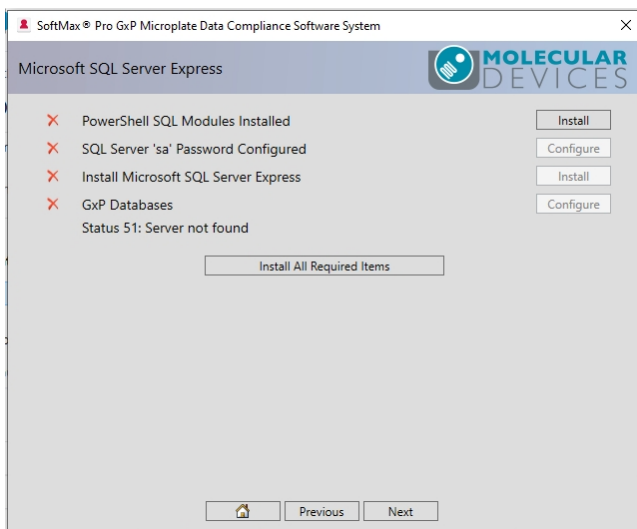 SoftMax ® Pro GxP Microplate Data Compliance Software System
Microsoft SQL Server Express
MOLECULAR
DEVICES
PowerShell SQL Modules Installed Install
SQL Server 'sa' Password Configured Configure
Install Microsoft SQL Server Express Install
GxP Databases Configure
Status 51: Server not found
Install All Required Items
Previous Next